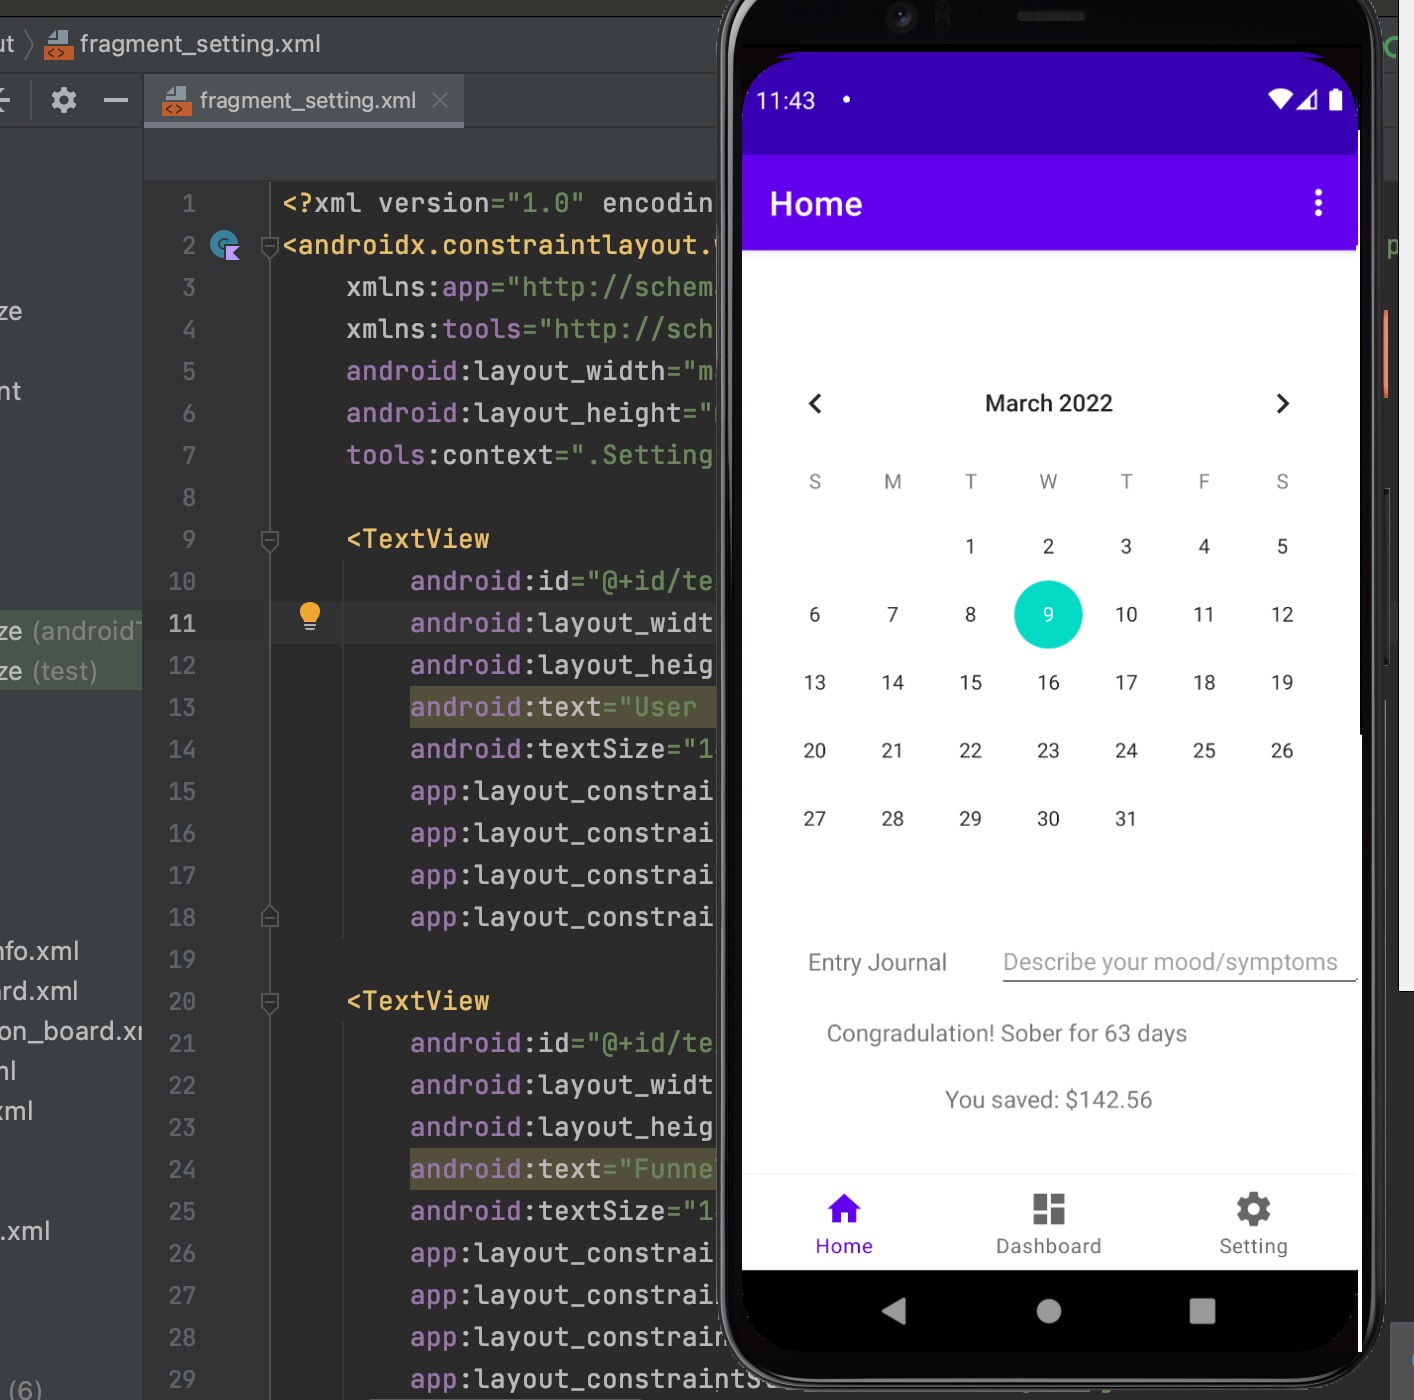 ut fragment_setting.xml
fragment_setting.xml
ze
nt
ze (androidT
ze (test)
nfo.xml
rd.xml
on_board.xr
ml
xml
.xml
(6)
1 <?xml version="1.0" encodin
2 <androidx.constraintlayout.
3 xmlns:app="http://schem
4 xmlns:tools="http://sch
5 android:layout_width="m
6 android:layout_height="
7 tools:context=".Setting
8
9 <TextView
10 android:id="@+id/te
11 android:layout_widt
12 android:layout_heig
13 android:text="User
14 android:textSize="1
15 app:layout_constrai
16 app:layout_constrai
17 app:layout_constrai
18 app:layout_constrai
19
20 <TextView
21 android:id="@+id/te
22 android:layout_widt
23 android:layout_heig
24 android:text="Funne
25 android:textSize="1
26 app:layout_constrai
27 app:layout_constrai
28 app:layout_constrain
29 app:layout_constraintS
11:43
Home
March 2022
S M T W T F S
1 2 3 4 5
6 7 8 9 10 11 12
13 14 15 16 17 18 19
20 21 22 23 24 25 26
27 28 29 30 31
Entry Journal Describe your mood/symptoms
Congradulation! Sober for 63 days
You saved: $142.56
Home Dashboard Setting